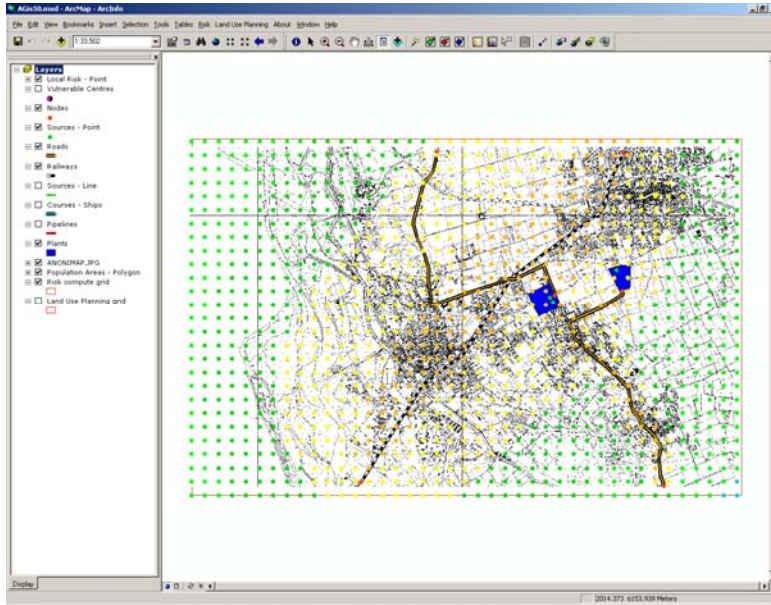 AGis50.mxd - ArcMap - ArcInfo
File Edit View Bookmarks Insert Selection Tools Tables Risk Land Use Planning About Window Help
1:33.502
Layers
Local Risk - Point
Vulnerable Centres
Nodes
Sources - Point
Roads
Railways
Sources - Line
Courses - Ships
Pipelines
Plants
ANONIMAP.JPG
Population Areas - Polygon
Risk compute grid
Land Use Planning grid
Display
2014.373 6153.939 Meters